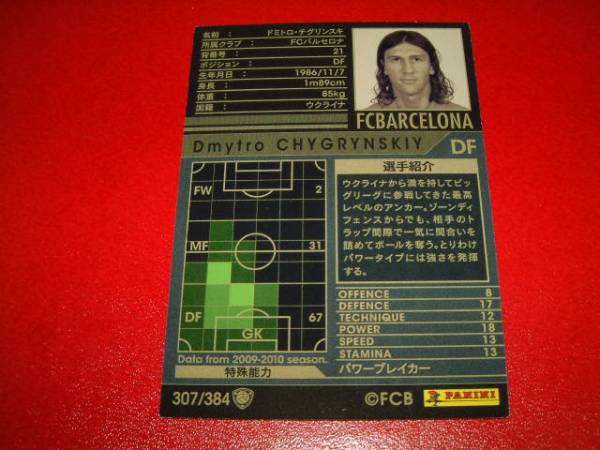 名前 : ドミトロ・チグリンスキ
所属クラブ : FCバルセロナ
背番号 : 21
ポジション : DF
生年月日 : 1986/11/7
身長 : 1m89cm
体重 : 85kg
国籍 : ウクライナ
FCBARCELONA
Dmytro CHYGRYNSKIY DF
FW 2
MF 31
DF 67
GK
Data from 2009-2010 season.
特殊能力
選手紹介
ウクライナから満を持してビッ
グリーグに参戦してきた最高
レベルのアンカー。ゾーンディ
フェンスからでも、相手のト
ラップ間際で一気に間合いを
詰めてボールを奪う。とりわけ
パワータイプには強さを発揮
する。
OFFENCE 8
DEFENCE 17
TECHNIQUE 12
POWER 18
SPEED 13
STAMINA 13
パワーブレイカー
307/384
©FCB
PANINI